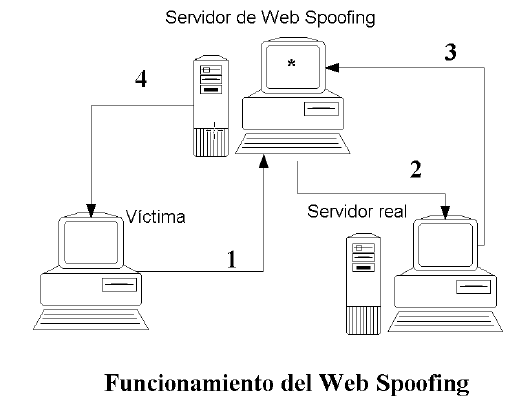 Servidor de Web Spoofing
3
4
*
2
Víctima
Servidor real
1
Funcionamiento del Web Spoofing